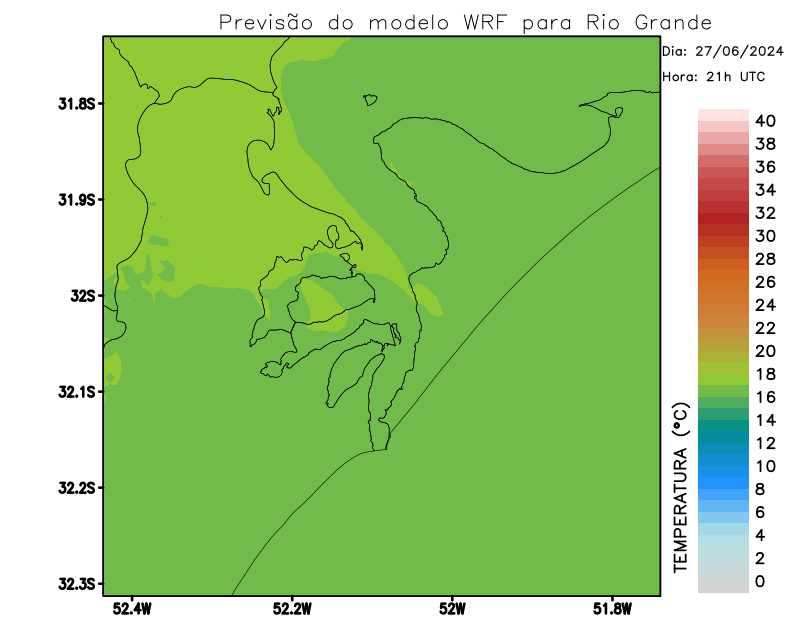 Previsão do modelo WRF para Rio Grande
Dia: 27/06/2024
Hora: 21h UTC
31.8S
31.9S
32S
32.1S
32.2S
32.3S
52.4W
52.2W
52W
51.8W
TEMPERATURA (°C)
40
38
36
34
32
30
28
26
24
22
20
18
16
14
12
10
8
6
4
2
0